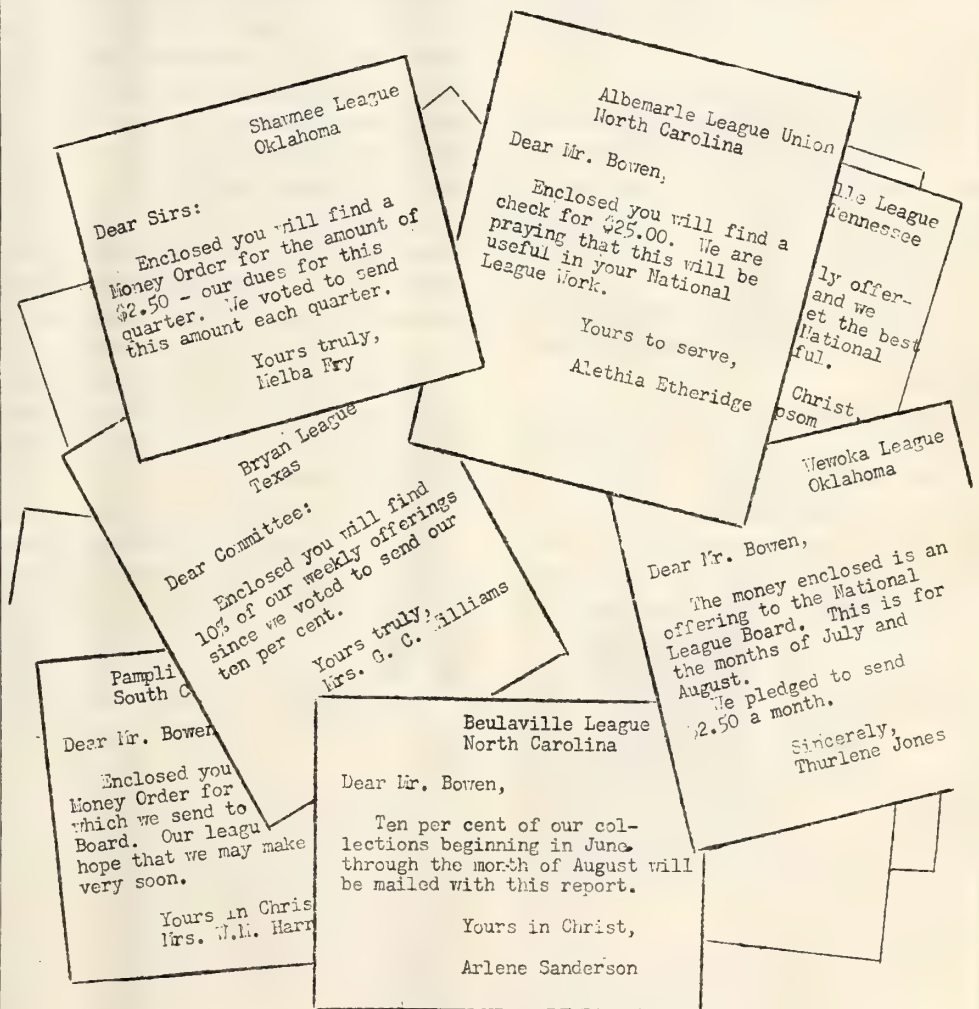 Shawnee League
Oklahoma
Dear Sirs:
Enclosed you will find a
Money Order for the amount of
$2.50 - our dues for this
quarter. We voted to send
this amount each quarter.
Yours truly,
Melba Fry
Albemarle League Union
North Carolina
Dear Mr. Bowen,
Enclosed you will find a
check for $25.00. We are
praying that this will be
useful in your National
League Work.
Yours to serve,
Alethia Etheridge
lle League
Tennessee
ly offer-
and we
et the best
National
ful.
Christ,
psom
Bryan League
Texas
Dear Committee:
Enclosed you will find
10% of our weekly offerings
since we voted to send our
ten per cent.
Yours truly,
Mrs. G. C. Williams
Wewoka League
Oklahoma
Dear Mr. Bowen,
The money enclosed is an
offering to the National
League Board. This is for
the months of July and
August.
We pledged to send
$2.50 a month.
Sincerely,
Thurlene Jones
Pampli
South C
Dear Mr. Bowen
Enclosed you
Money Order for
which we send to
Board. Our leagu
hope that we may make
very soon.
Yours in Chris
Mrs. W.M. Harr
Beulaville League
North Carolina
Dear Mr. Bowen,
Ten per cent of our col-
lections beginning in June
through the month of August will
be mailed with this report.
Yours in Christ,
Arlene Sanderson